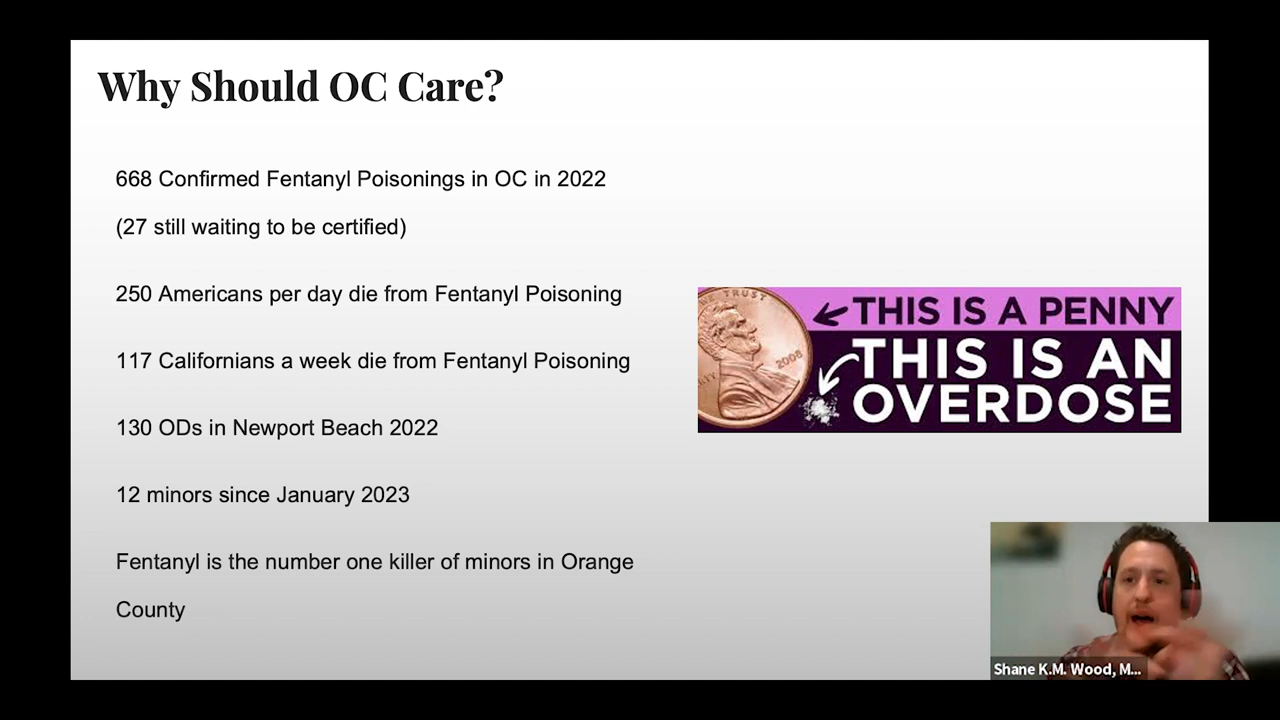 Why Should OC Care?
668 Confirmed Fentanyl Poisonings in OC in 2022
(27 still waiting to be certified)
250 Americans per day die from Fentanyl Poisoning
117 Californians a week die from Fentanyl Poisoning
130 ODs in Newport Beach 2022
12 minors since January 2023
Fentanyl is the number one killer of minors in Orange
County
TRUST
2008
THIS IS A PENNY
THIS IS AN
OVERDOSE
Shane K.M. Wood, M...